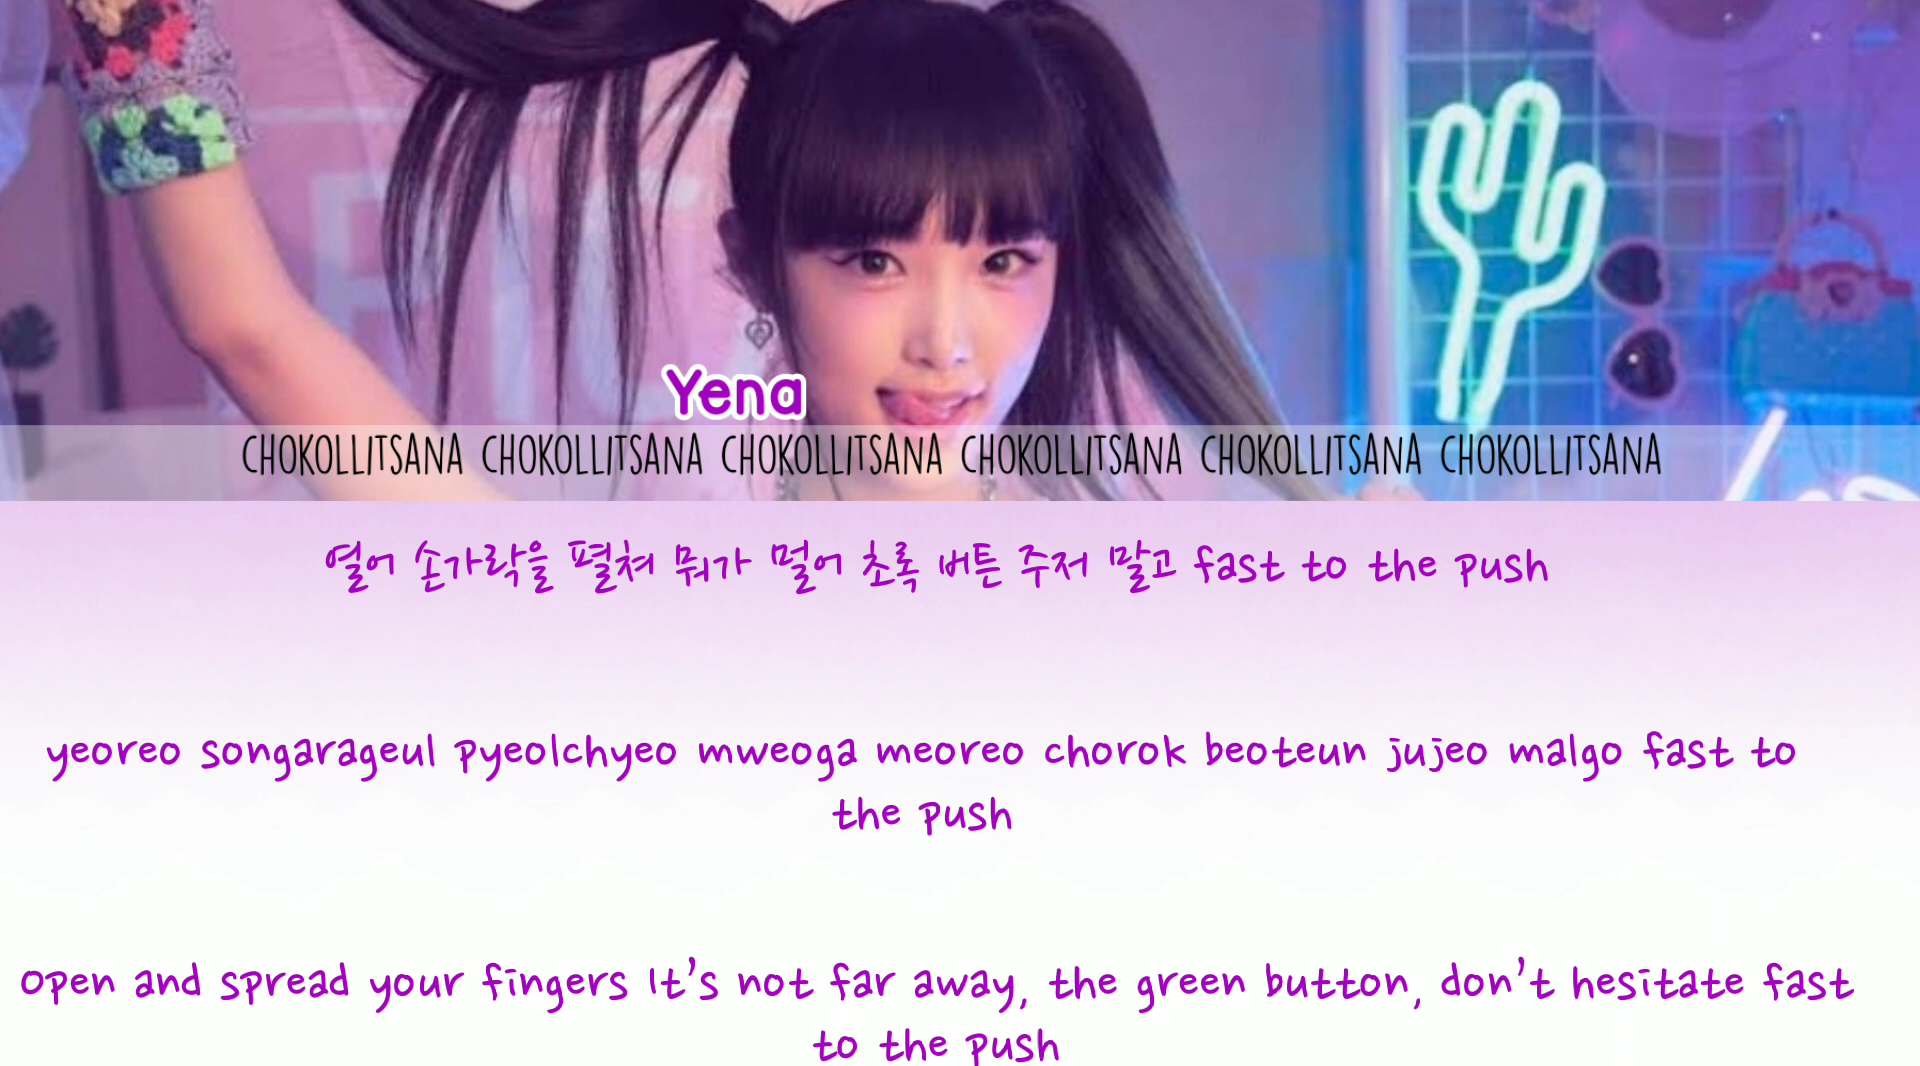 Yena
CHOKOLLITSANA CHOKOLLITSANA CHOKOLLITSANA CHOKOLLITSANA CHOKOLLITSANA CHOKOLLITSANA
열어 손가락을 펼쳐 뭐가 멀어 초록 버튼 주저 말고 fast to the push
yeoreo songarageul pyeolchyeo mweoga meoreo chorok beoteun jujeo malgo fast to
the push
Open and spread your fingers It's not far away, the green button, don't hesitate fast
to the push